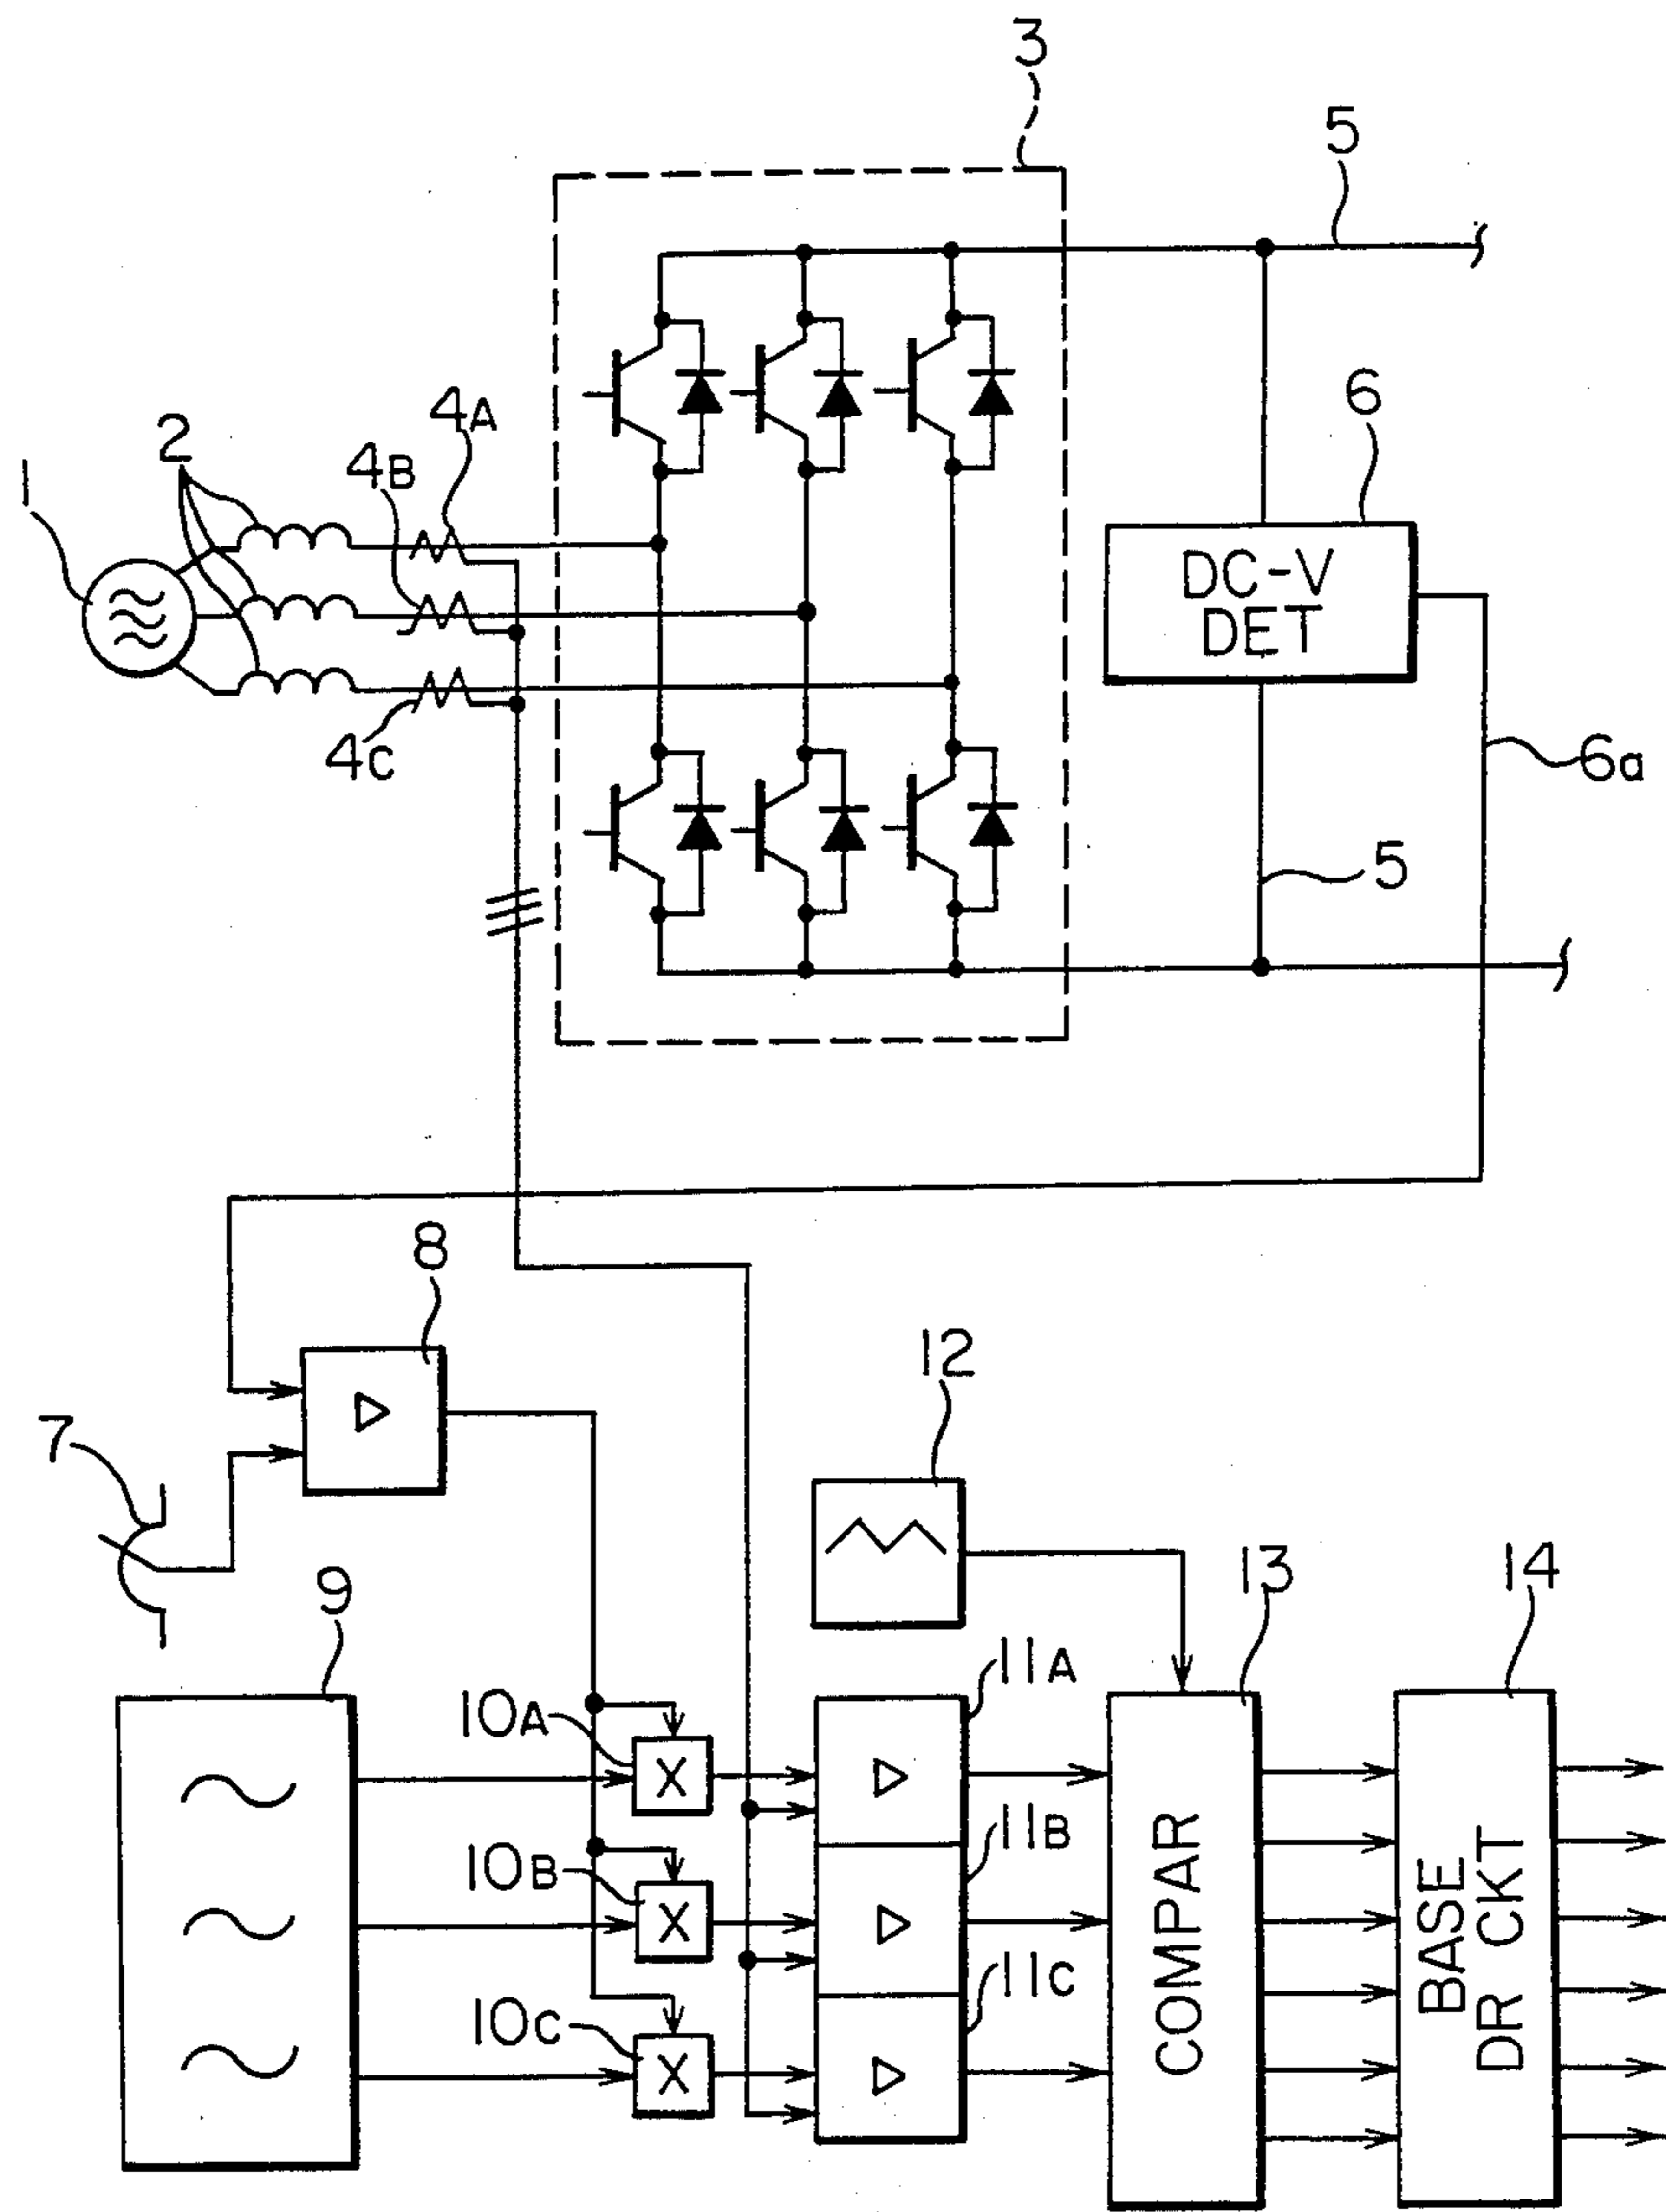 3
5
4A
6
2
4B
1
DC-V
DET
4C
6a
5
8
12
7
13
14
9
11A
10A
X
11B
10B
X
COMPAR
BASE
DR CKT
11C
10C
X